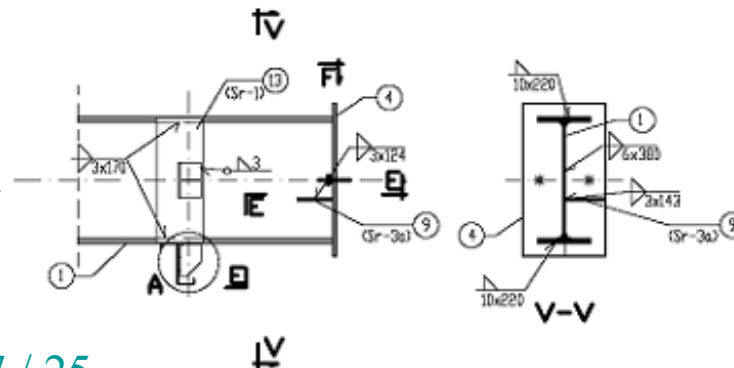 V
F
13
(Sr-1)
4
10x220
1
3x170
3
3x124
6x380
E
E
3x143
9
(Sr-3a)
9
(Sr-3a)
1
4
A
E
10x220
V-V
/ 25
V